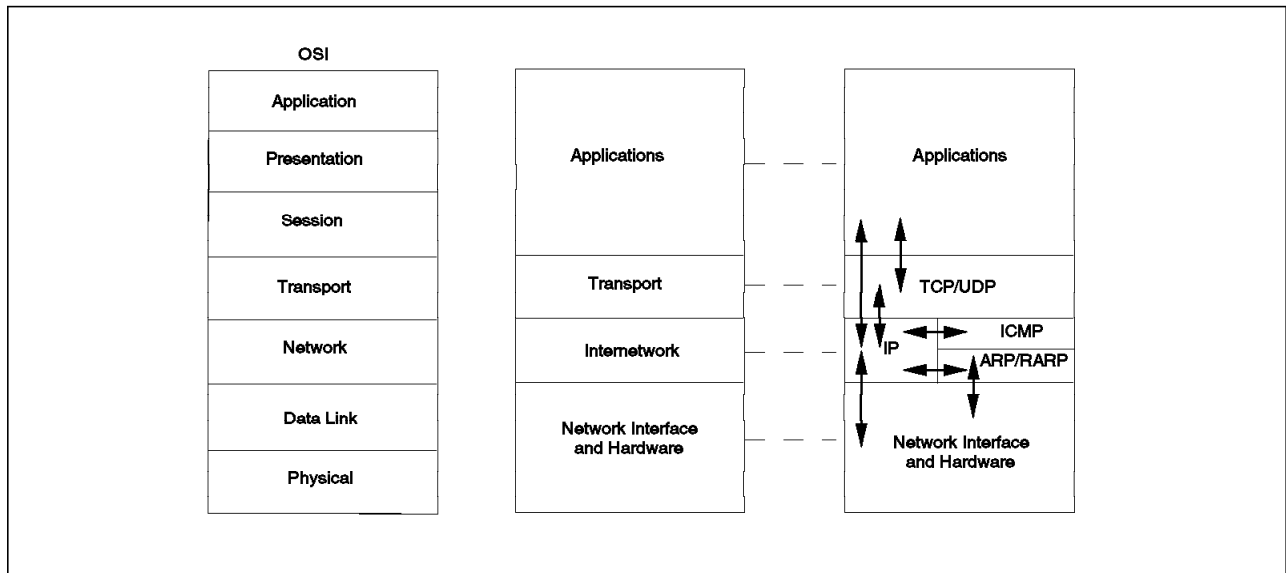 OSI
Application
Presentation
Session
Transport
Network
Data Link
Physical
Applications
Transport
Internetwork
Network Interface
and Hardware
Applications
TCP/UDP
IP
ICMP
ARP/RARP
Network Interface
and Hardware